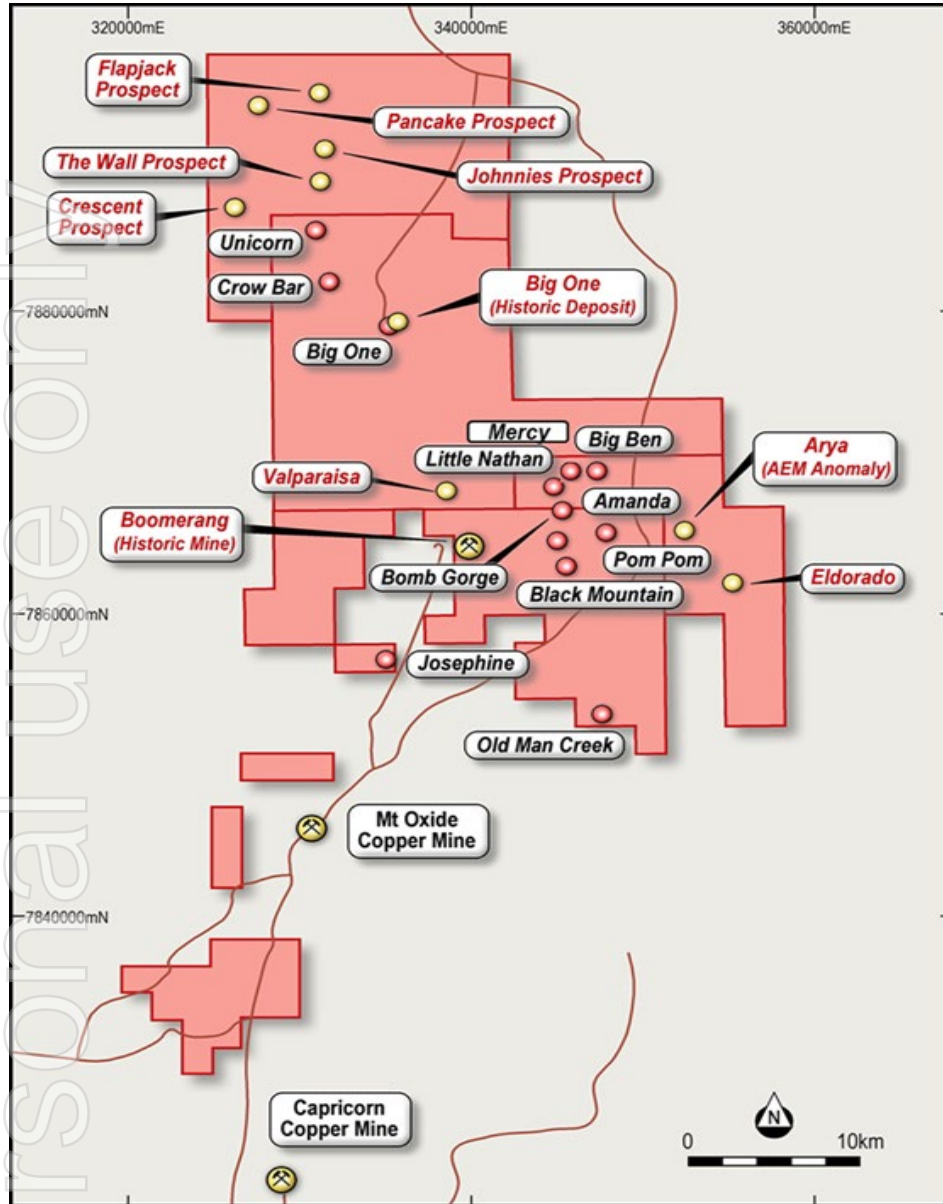 320000mE
340000mE
360000mE
Flapjack
Prospect
Pancake Prospect
The Wall Prospect
Johnnies Prospect
Crescent
Prospect
Unicorn
Crow Bar
Big One
(Historic Deposit)
7880000mN
Big One
Mercy
Big Ben
Little Nathan
Arya
(AEM Anomaly)
Valparaisa
Amanda
Boomerang
(Historic Mine)
Pom Pom
Bomb Gorge
Eldorado
Black Mountain
7860000mN
Josephine
Old Man Creek
Mt Oxide
Copper Mine
7840000mN
Capricorn
Copper Mine
N
0 10km
rsonal use only